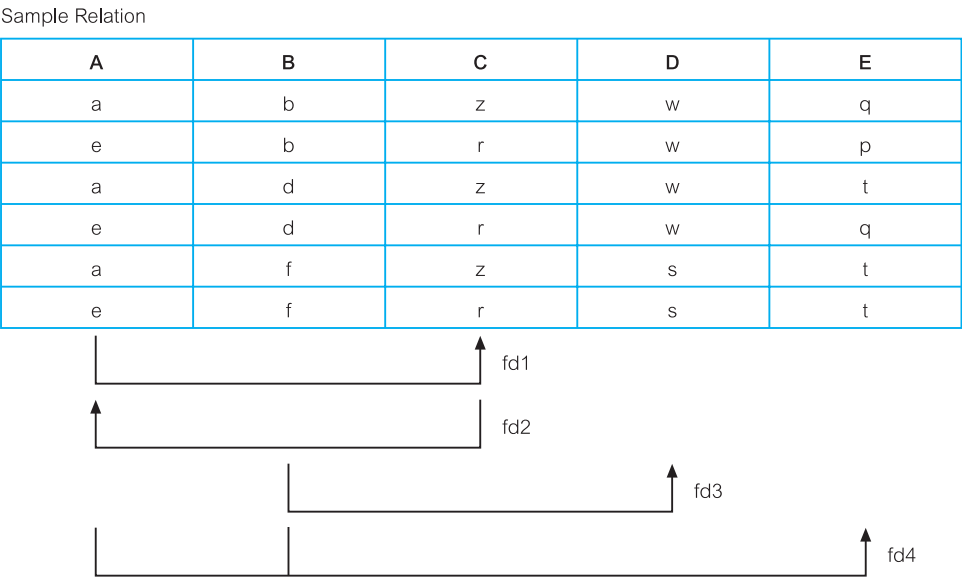 Sample Relation
A B C D E
a b z w q
e b r w p
a d z w t
e d r w q
a f z s t
e f r s t
fd1
fd2
fd3
fd4